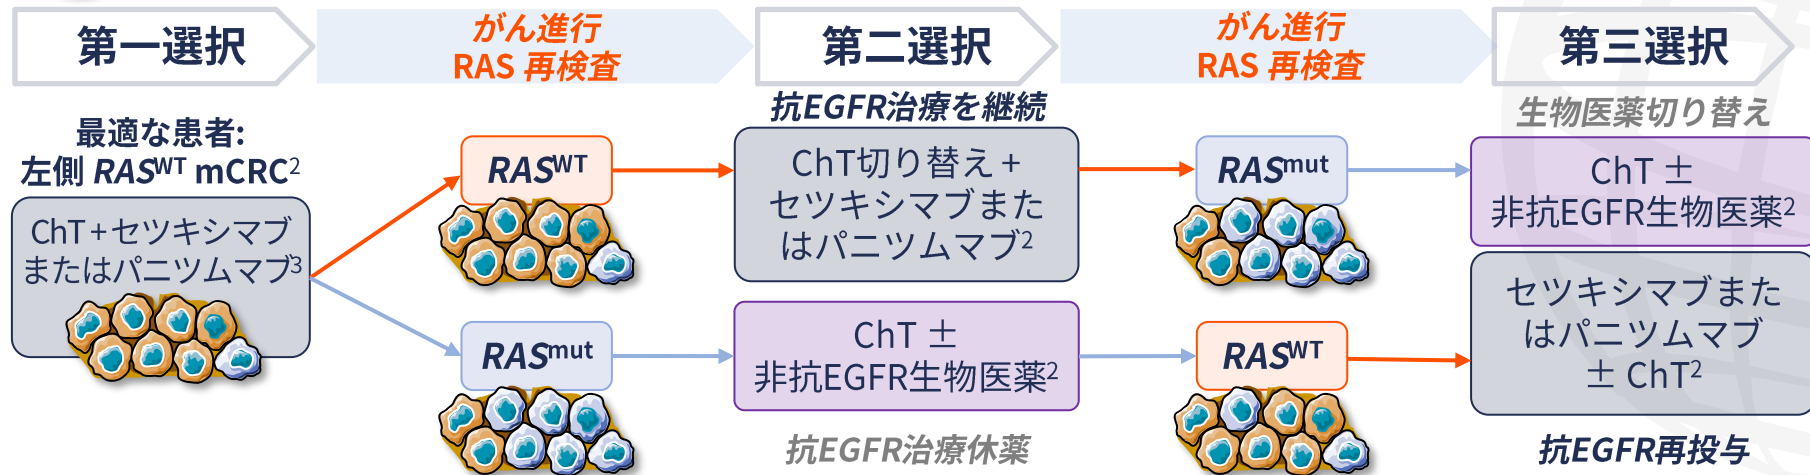 第一選択
がん進行
RAS 再検査
第二選択
がん進行
RAS 再検査
第三選択
最適な患者:
左側 RASWT mCRC2
ChT+セツキシマブ
またはパニツムマブ3
RASWT
RASmut
抗EGFR治療を継続
ChT切り替え +
セツキシマブまた
はパニツムマブ2
ChT ±
非抗EGFR生物医薬2
抗EGFR治療休薬
RASmut
RASWT
生物医薬切り替え
ChT ±
非抗EGFR生物医薬2
セツキシマブまた
はパニツムマブ
± ChT2
抗EGFR再投与